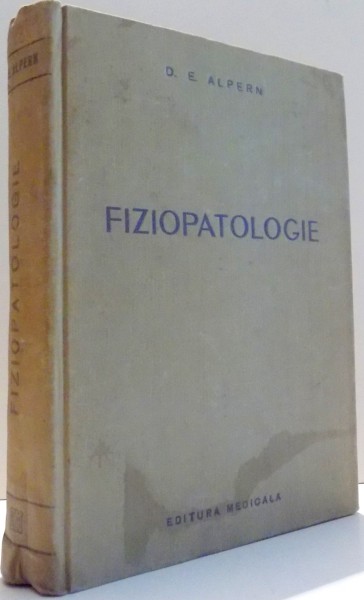 D. E. ALPERN
FIZIOPATOLOGIE
EDITURA MEDICALA
ALPERN
FIZIOPATOLOGIE